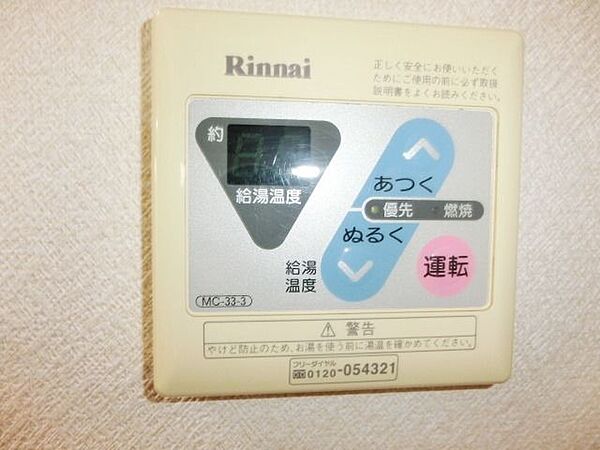 Rinnai
正しく安全にお使いいただく
ためにご使用の前に必ず取扱
説明書をよくお読みください。
約
給湯温度
あつく
優先 燃焼
ぬるく
給湯
温度
運転
MC-33-3
警告
やけど防止のため、お湯を使う前に湯温を確かめてください。
フリーダイヤル
0120-054321